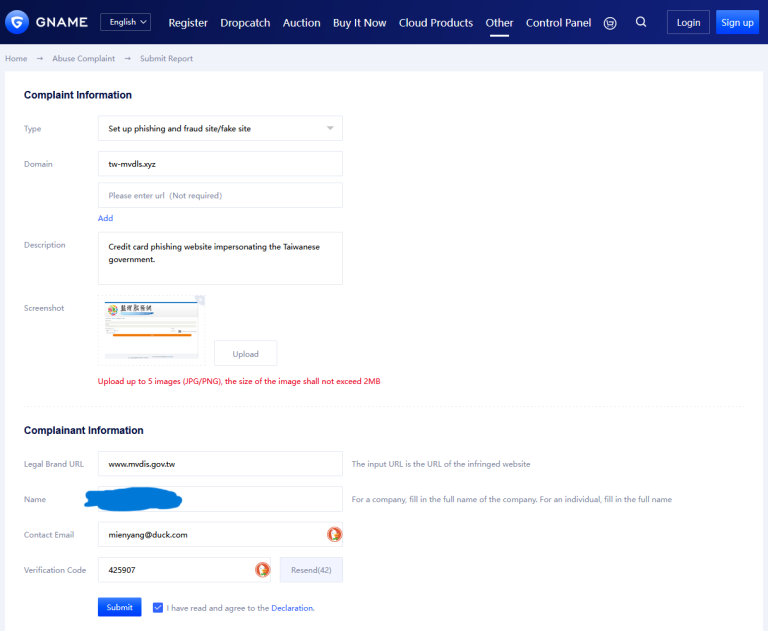 GNAME
English
Register
Dropcatch
Auction
Buy It Now
Cloud Products
Other
Control Panel
Login
Sign up
Home → Abuse Complaint → Submit Report
Complaint Information
Type
Set up phishing and fraud site/fake site
Domain
tw-mvdls.xyz
Please enter url (Not required)
Add
Description
Credit card phishing website impersonating the Taiwanese
government.
Screenshot
Upload
Upload up to 5 images (JPG/PNG), the size of the image shall not exceed 2MB
Complainant Information
Legal Brand URL
www.mvdis.gov.tw
The input URL is the URL of the infringed website
Name
For a company, fill in the full name of the company. For an individual, fill in the full name
Contact Email
mienyang@duck.com
Verification Code
425907
Resend(42)
Submit
I have read and agree to the Declaration.